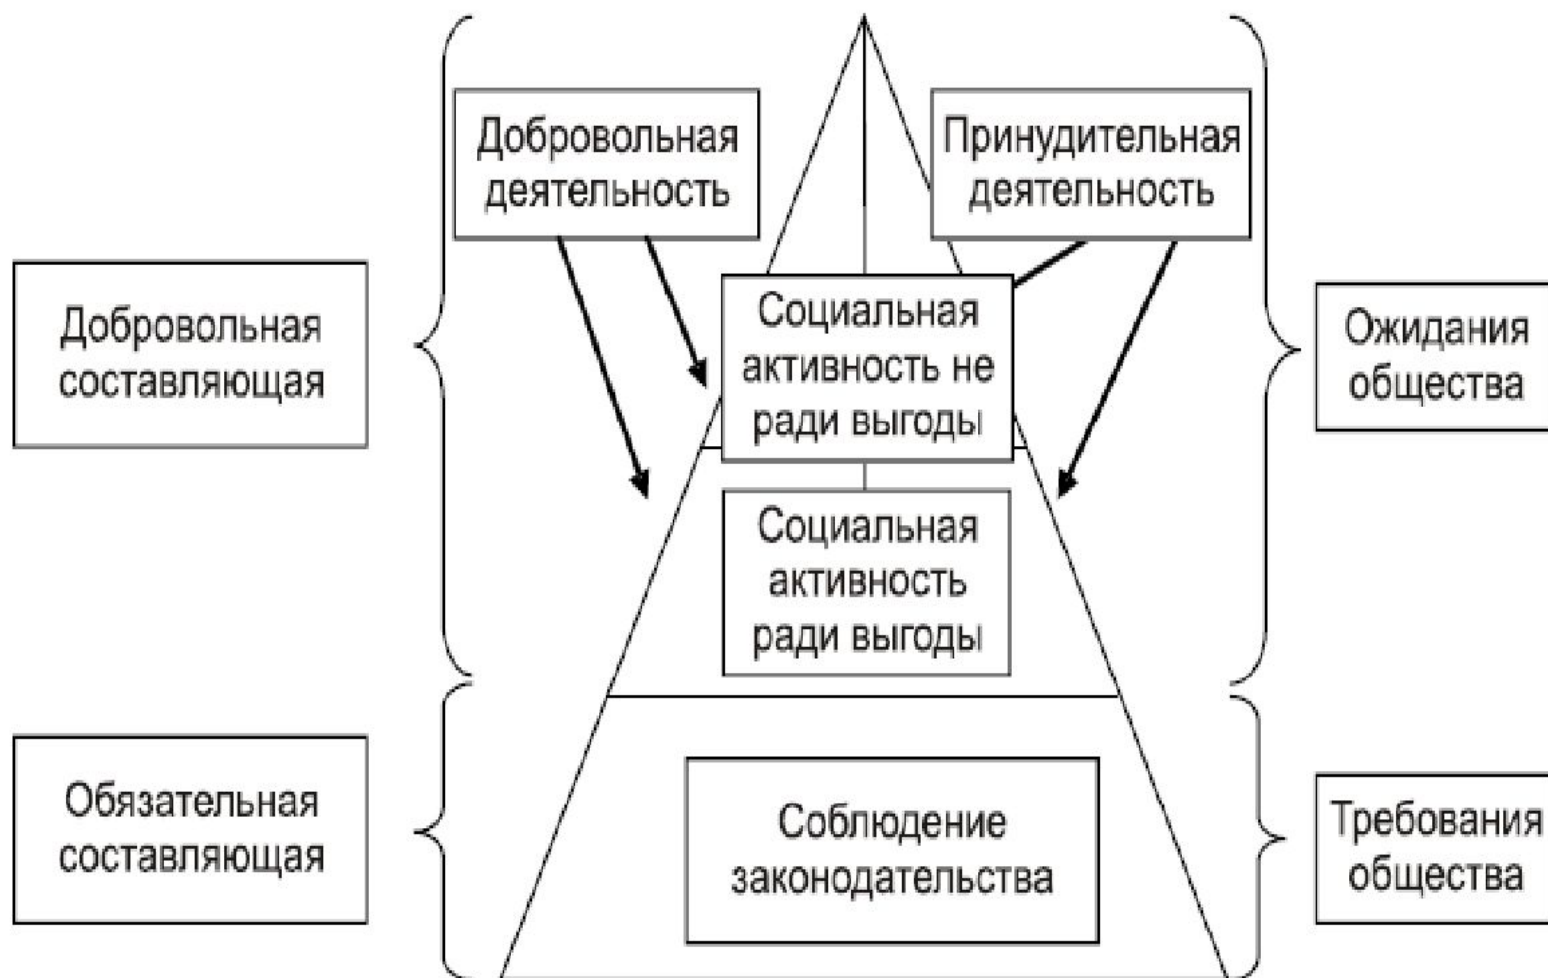 Добровольная
деятельность
Принудительная
деятельность
Добровольная
составляющая
Социальная
активность не
ради выгоды
Ожидания
общества
Социальная
активность
ради выгоды
Обязательная
составляющая
Соблюдение
законодательства
Требования
общества